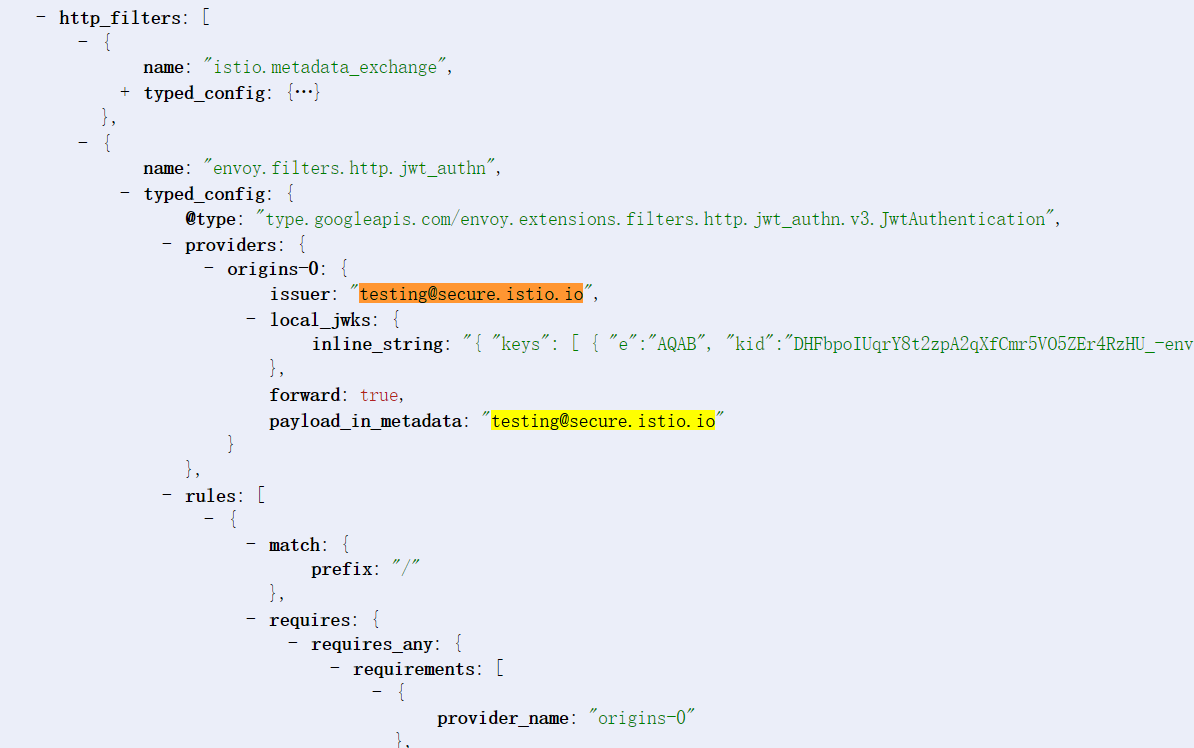 - http_filters: [
- {
name: "istio.metadata_exchange",
+ typed_config: {…}
},
- {
name: "envoy.filters.http.jwt_authn",
- typed_config: {
@type: "type.googleapis.com/envoy.extensions.filters.http.jwt_authn.v3.JwtAuthentication",
- providers: {
- origins-0: {
issuer: "testing@secure.istio.io",
- local_jwks: {
inline_string: "{ "keys": [ { "e":"AQAB", "kid":"DHFbpoIUqrY8t2zpA2qXfCmr5VO5ZEr4RzHU_-env
},
forward: true,
payload_in_metadata: "testing@secure.istio.io"
}
},
- rules: [
- {
- match: {
prefix: "/"
},
- requires: {
- requires_any: {
- requirements: [
- {
provider_name: "origins-0"
},